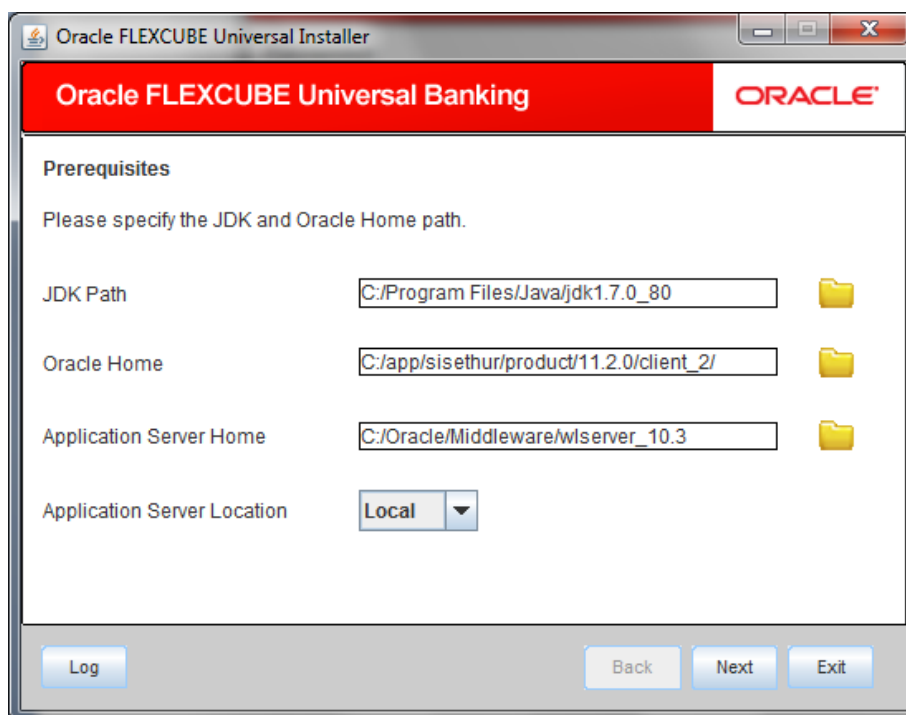 Oracle FLEXCUBE Universal Installer
Oracle FLEXCUBE Universal Banking
ORACLE®
Prerequisites
Please specify the JDK and Oracle Home path.
JDK Path C:/Program Files/Java/jdk1.7.0_80
Oracle Home C:/app/sisethur/product/11.2.0/client_2/
Application Server Home C:/Oracle/Middleware/wlserver_10.3
Application Server Location Local
Log Back Next Exit